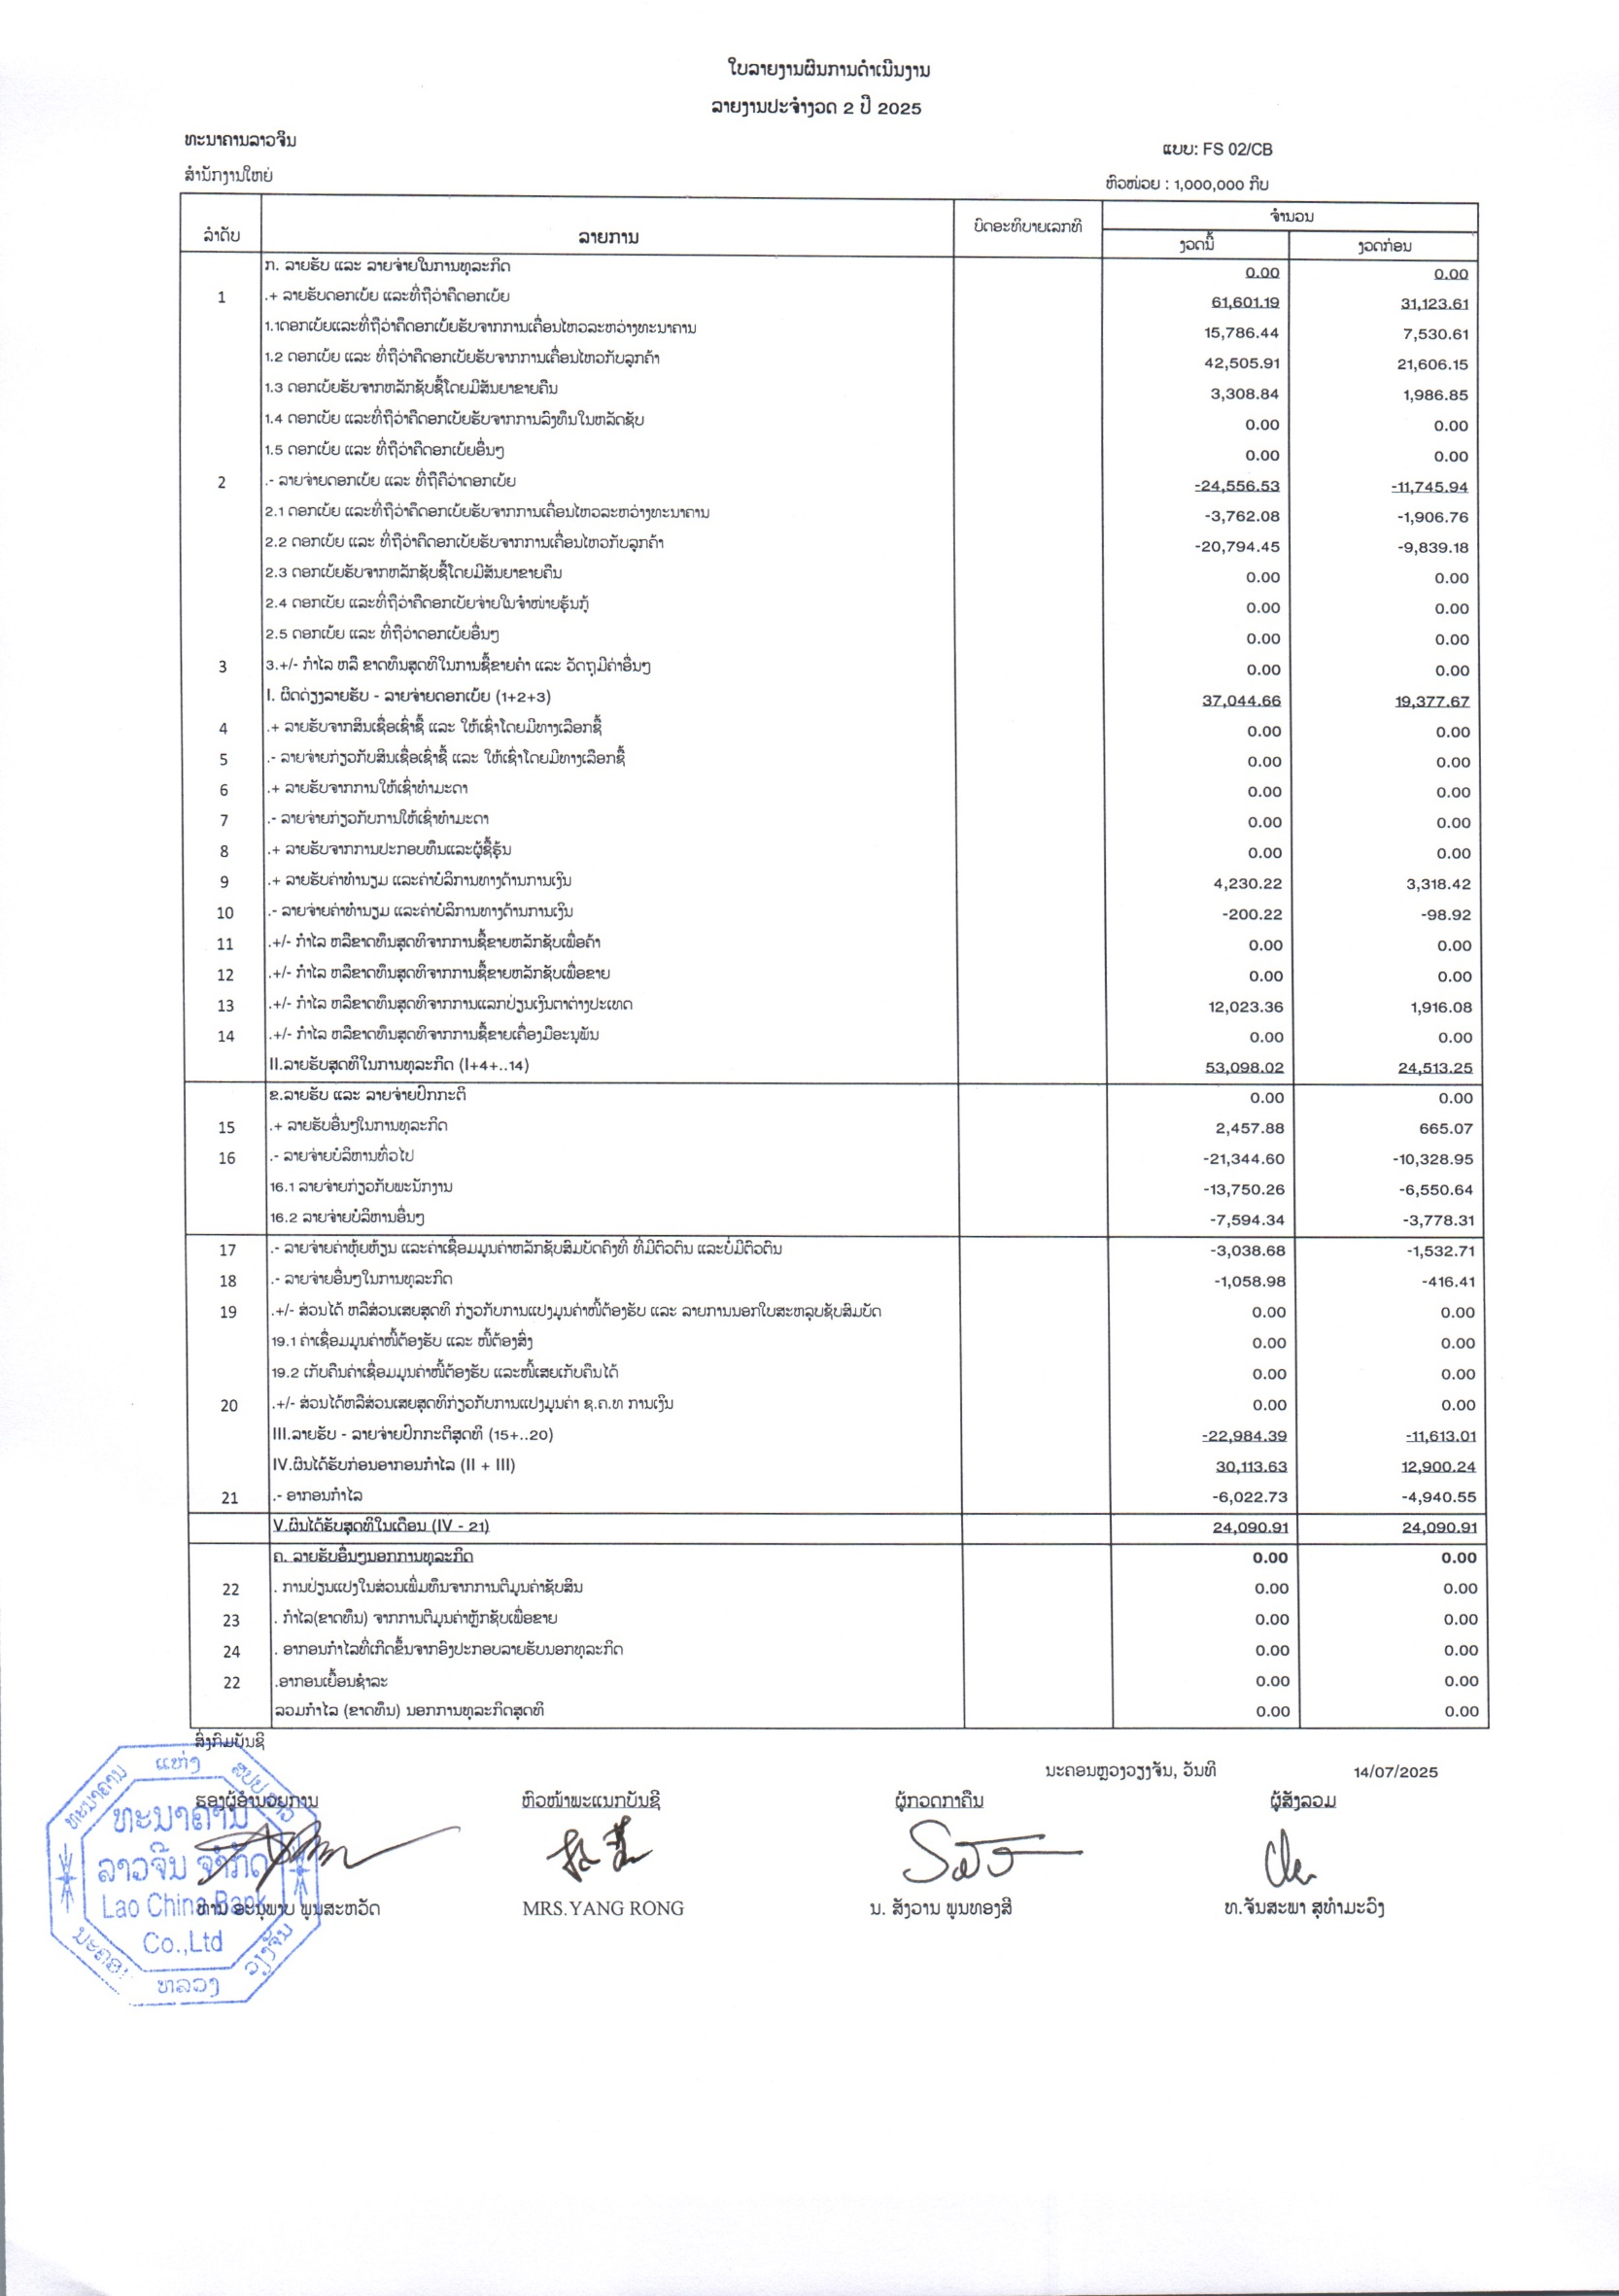 ໃບລາຍງານຜົນການດຳເນີນງານ
ລາຍງານປະຈຳງວດ 2 ປີ 2025
ທະນາຄານລາວຈີນ
ແບບ: FS 02/CB
ສຳນັກງານໃຫຍ່
ຫົວໜ່ວຍ : 1,000,000 ກີບ
ລຳດັບ ລາຍການ ບົດອະທິບາຍເລກທີ ຈຳນວນ
ງວດນີ້ ງວດກ່ອນ
ກ. ລາຍຮັບ ແລະ ລາຍຈ່າຍໃນການທຸລະກິດ 0.00 0.00
1 .+ ລາຍຮັບດອກເບ້ຍ ແລະທີ່ຖືວ່າຄືດອກເບ້ຍ 61,601.19 31,123.61
1.1ດອກເບ້ຍແລະທີ່ຖືວ່າຄືດອກເບ້ຍຮັບຈາກການເຄື່ອນໄຫວລະຫວ່າງທະນາຄານ 15,786.44 7,530.61
1.2 ດອກເບ້ຍ ແລະ ທີ່ຖືວ່າຄືດອກເບ້ຍຮັບຈາກການເຄື່ອນໄຫວກັບລູກຄ້າ 42,505.91 21,606.15
1.3 ດອກເບ້ຍຮັບຈາກຫລັກຊັບຊື້ໂດຍມີສັນຍາຂາຍຄືນ 3,308.84 1,986.85
1.4 ດອກເບ້ຍ ແລະທີ່ຖືວ່າຄືດອກເບ້ຍຮັບຈາກການລົງທຶນໃນຫລັດຊັບ 0.00 0.00
1.5 ດອກເບ້ຍ ແລະ ທີ່ຖືວ່າຄືດອກເບ້ຍອື່ນໆ 0.00 0.00
2 .- ລາຍຈ່າຍດອກເບ້ຍ ແລະ ທີ່ຖືຄືວ່າດອກເບ້ຍ -24,556.53 -11,745.94
2.1 ດອກເບ້ຍ ແລະທີ່ຖືວ່າຄືດອກເບ້ຍຮັບຈາກການເຄື່ອນໄຫວລະຫວ່າງທະນາຄານ -3,762.08 -1,906.76
2.2 ດອກເບ້ຍ ແລະ ທີ່ຖືວ່າຄືດອກເບ້ຍຮັບຈາກການເຄື່ອນໄຫວກັບລູກຄ້າ -20,794.45 -9,839.18
2.3 ດອກເບ້ຍຮັບຈາກຫລັກຊັບຊື້ໂດຍມີສັນຍາຂາຍຄືນ 0.00 0.00
2.4 ດອກເບ້ຍ ແລະທີ່ຖືວ່າຄືດອກເບ້ຍຈ່າຍໃນຈຳໜ່າຍຮຸ້ນກູ້ 0.00 0.00
2.5 ດອກເບ້ຍ ແລະ ທີ່ຖືວ່າດອກເບ້ຍອື່ນໆ 0.00 0.00
3 3.+/- ກຳໄລ ຫລື ຂາດທຶນສຸດທິໃນການຊື້ຂາຍຄຳ ແລະ ວັດຖຸມີຄ່າອື່ນໆ 0.00 0.00
I. ຜິດດ່ຽງລາຍຮັບ - ລາຍຈ່າຍດອກເບ້ຍ (1+2+3) 37,044.66 19,377.67
4 .+ ລາຍຮັບຈາກສິນເຊື່ອເຊົ່າຊື້ ແລະ ໃຫ້ເຊົ່າໂດຍມີທາງເລືອກຊື້ 0.00 0.00
5 .- ລາຍຈ່າຍກ່ຽວກັບສິນເຊື່ອເຊົ່າຊື້ ແລະ ໃຫ້ເຊົ່າໂດຍມີທາງເລືອກຊື້ 0.00 0.00
6 .+ ລາຍຮັບຈາກການໃຫ້ເຊົ່າທຳມະດາ 0.00 0.00
7 .- ລາຍຈ່າຍກ່ຽວກັບການໃຫ້ເຊົ່າທຳມະດາ 0.00 0.00
8 .+ ລາຍຮັບຈາກການປະກອບທຶນແລະຜູ້ຊື້ຮຸ້ນ 0.00 0.00
9 .+ ລາຍຮັບຄ່າທຳນຽມ ແລະຄ່າບໍລິການທາງດ້ານການເງິນ 4,230.22 3,318.42
10 .- ລາຍຈ່າຍຄ່າທຳນຽມ ແລະຄ່າບໍລິການທາງດ້ານການເງິນ -200.22 -98.92
11 .+/- ກຳໄລ ຫລືຂາດທຶນສຸດທິຈາກການຊື້ຂາຍຫລັກຊັບເພື່ອຄ້າ 0.00 0.00
12 .+/- ກຳໄລ ຫລືຂາດທຶນສຸດທິຈາກການຊື້ຂາຍຫລັກຊັບເພື່ອຂາຍ 0.00 0.00
13 .+/- ກຳໄລ ຫລືຂາດທຶນສຸດທິຈາກການແລກປ່ຽນເງິນຕາຕ່າງປະເທດ 12,023.36 1,916.08
14 .+/- ກຳໄລ ຫລືຂາດທຶນສຸດທິຈາກການຊື້ຂາຍເຄື່ອງມືອະນຸພັນ 0.00 0.00
II.ລາຍຮັບສຸດທິໃນການທຸລະກິດ (I+4+..14) 53,098.02 24,513.25
ຂ.ລາຍຮັບ ແລະ ລາຍຈ່າຍປົກກະຕິ 0.00 0.00
15 .+ ລາຍຮັບອື່ນໆໃນການທຸລະກິດ 2,457.88 665.07
16 .- ລາຍຈ່າຍບໍລິຫານທົ່ວໄປ -21,344.60 -10,328.95
16.1 ລາຍຈ່າຍກ່ຽວກັບພະນັກງານ -13,750.26 -6,550.64
16.2 ລາຍຈ່າຍບໍລິຫານອື່ນໆ -7,594.34 -3,778.31
17 .- ລາຍຈ່າຍຄ່າຫຼຸ້ຍຫ້ຽນ ແລະຄ່າເຊື່ອມມູນຄ່າຫລັກຊັບສົມບັດຄົງທີ່ ທີ່ມີຕົວຕົນ ແລະບໍ່ມີຕົວຕົນ -3,038.68 -1,532.71
18 .- ລາຍຈ່າຍອື່ນໆໃນການທຸລະກິດ -1,058.98 -416.41
19 .+/- ສ່ວນໄດ້ ຫລືສ່ວນເສຍສຸດທິ ກ່ຽວກັບການແປງມູນຄ່າໜີ້ຕ້ອງຮັບ ແລະ ລາຍການນອກໃບສະຫລຸບຊັບສົມບັດ 0.00 0.00
19.1 ຄ່າເຊື່ອມມູນຄ່າໜີ້ຕ້ອງຮັບ ແລະ ໜີ້ຕ້ອງສົ່ງ 0.00 0.00
19.2 ເກັບຄືນຄ່າເຊື່ອມມູນຄ່າໜີ້ຕ້ອງຮັບ ແລະໜີ້ເສຍເກັບຄືນໄດ້ 0.00 0.00
20 .+/- ສ່ວນໄດ້ຫລືສ່ວນເສຍສຸດທິກ່ຽວກັບການແປງມູນຄ່າ ຊ.ຄ.ທ ການເງິນ 0.00 0.00
III.ລາຍຮັບ - ລາຍຈ່າຍປົກກະຕິສຸດທິ (15+..20) -22,984.39 -11,613.01
IV.ຜົນໄດ້ຮັບກ່ອນອາກອນກຳໄລ (II + III) 30,113.63 12,900.24
21 .- ອາກອນກຳໄລ -6,022.73 -4,940.55
V.ຜົນໄດ້ຮັບສຸດທິໃນເດືອນ (IV - 21) 24,090.91 24,090.91
ຄ. ລາຍຮັບອື່ນໆນອກການທຸລະກິດ 0.00 0.00
22 . ການປ່ຽນແປງໃນສ່ວນເພີ່ມທຶນຈາກການຕີມູນຄ່າຊັບສິນ 0.00 0.00
23 . ກຳໄລ(ຂາດທຶນ) ຈາກການຕີມູນຄ່າຫຼັກຊັບເພື່ອຂາຍ 0.00 0.00
24 . ອາກອນກຳໄລທີ່ເກີດຂຶ້ນຈາກອົງປະກອບລາຍຮັບນອກທຸລະກິດ 0.00 0.00
22 .ອາກອນເຍື້ອນຊຳລະ 0.00 0.00
ລວມກຳໄລ (ຂາດທຶນ) ນອກການທຸລະກິດສຸດທິ 0.00 0.00
ສົ່ງກົມບັນຊີ
ນະຄອນຫຼວງວຽງຈັນ, ວັນທີ 14/07/2025
ຮອງຜູ້ອຳນວຍການ ຫົວໜ້າພະແນກບັນຊີ ຜູ້ກວດກາຄືນ ຜູ້ສັງລວມ
ທະນາຄານ ແຫ່ງ ສປປ ລາວ
ທະນາຄານ
ລາວຈີນ ຈຳກັດ
Lao China Bank
Co.,Ltd
ນະຄອນ ຫລວງ ວຽງຈັນ
ທ່ານ ອະນຸພາບ ພູນສະຫວັດ MRS.YANG RONG ນ. ສັງວານ ພູນທອງສີ ທ.ຈັນສະພາ ສຸທຳມະວົງ